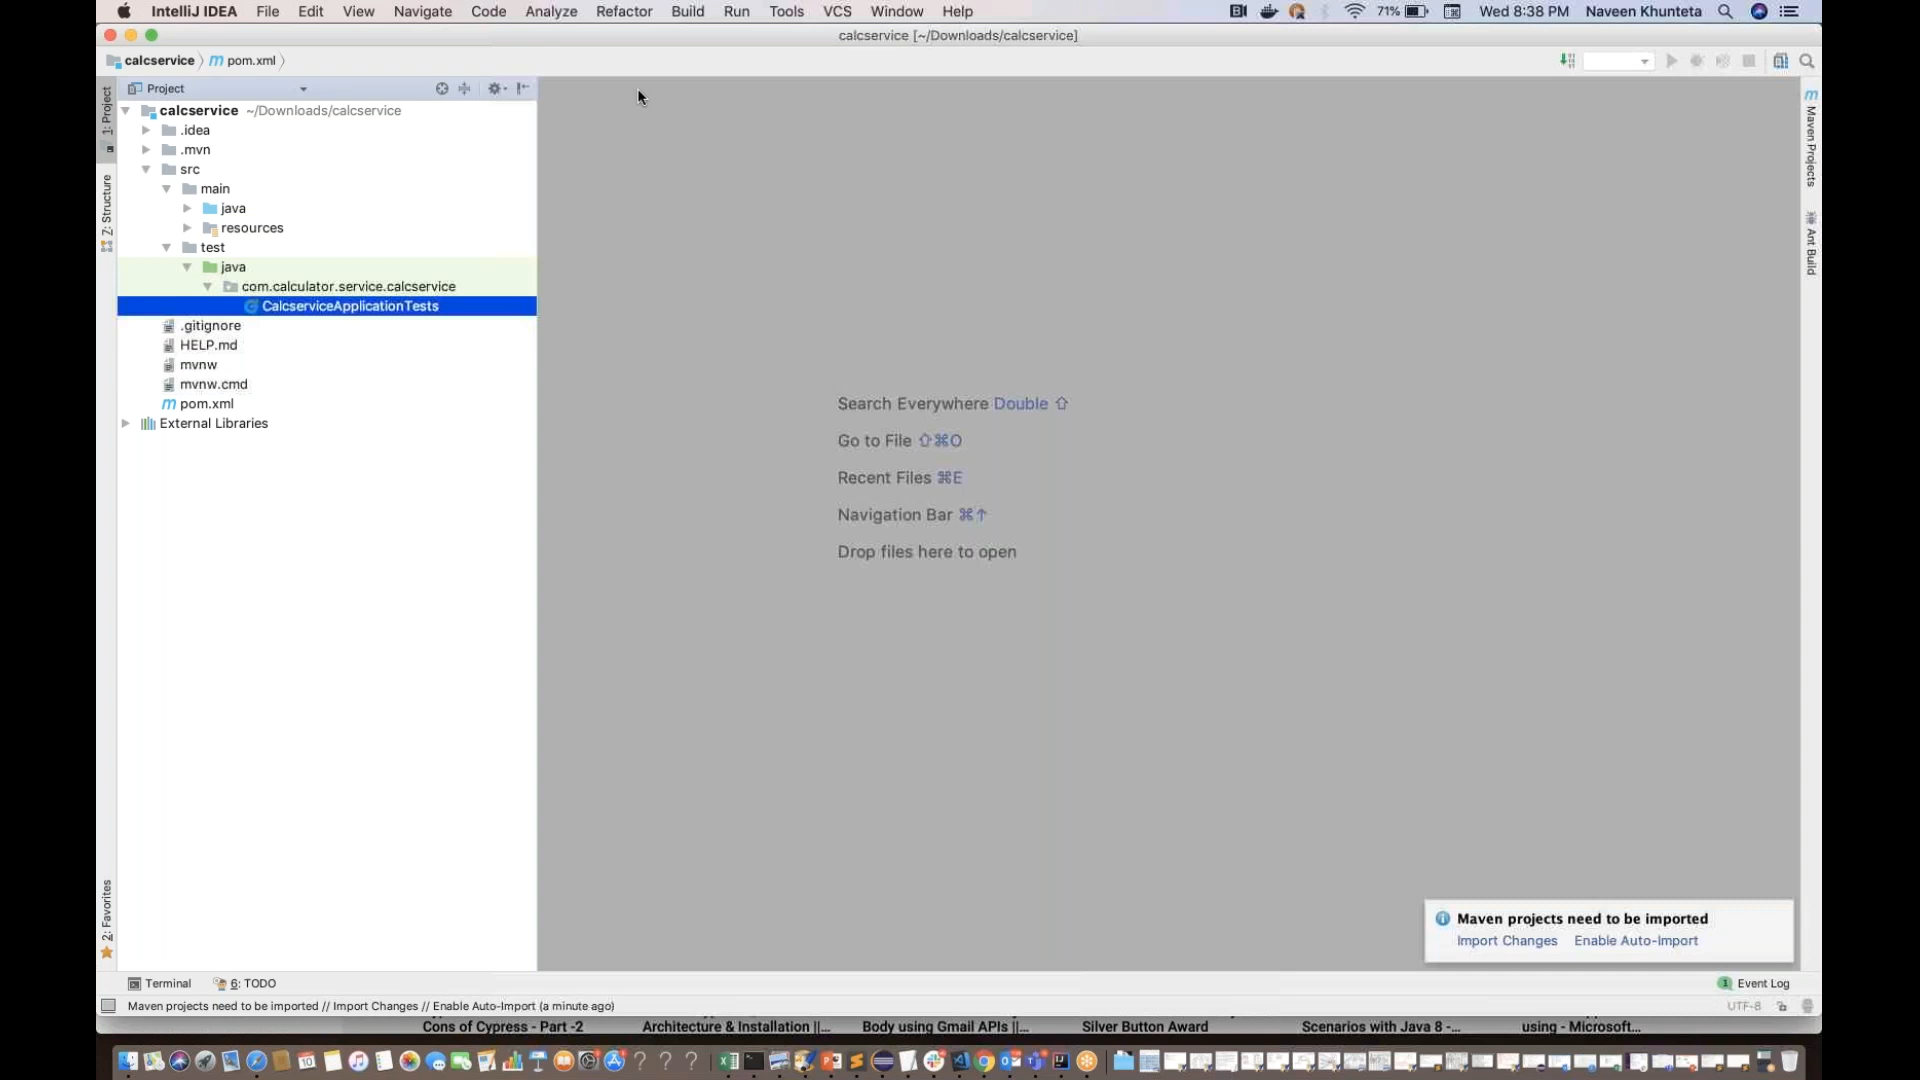 IntelliJ IDEA File Edit View Navigate Code Analyze Refactor Build Run Tools VCS Window Help 71% Wed 8:38 PM Naveen Khunteta
calcservice [~/Downloads/calcservice]
calcservice pom.xml
Project
1: Project
Z: Structure
2: Favorites
calcservice ~/Downloads/calcservice
.idea
.mvn
src
main
java
resources
test
java
com.calculator.service.calcservice
CalcserviceApplicationTests
.gitignore
HELP.md
mvnw
mvnw.cmd
pom.xml
External Libraries
Search Everywhere Double ⇧
Go to File ⇧⌘O
Recent Files ⌘E
Navigation Bar ⌘↑
Drop files here to open
Maven Projects
Ant Build
Maven projects need to be imported
Import Changes Enable Auto-Import
Terminal 6: TODO 1 Event Log
Maven projects need to be imported // Import Changes // Enable Auto-Import (a minute ago) UTF-8
Cons of Cypress - Part -2 Architecture & Installation ||... Body using Gmail APIs ||... Silver Button Award Scenarios with Java 8 -... using - Microsoft...